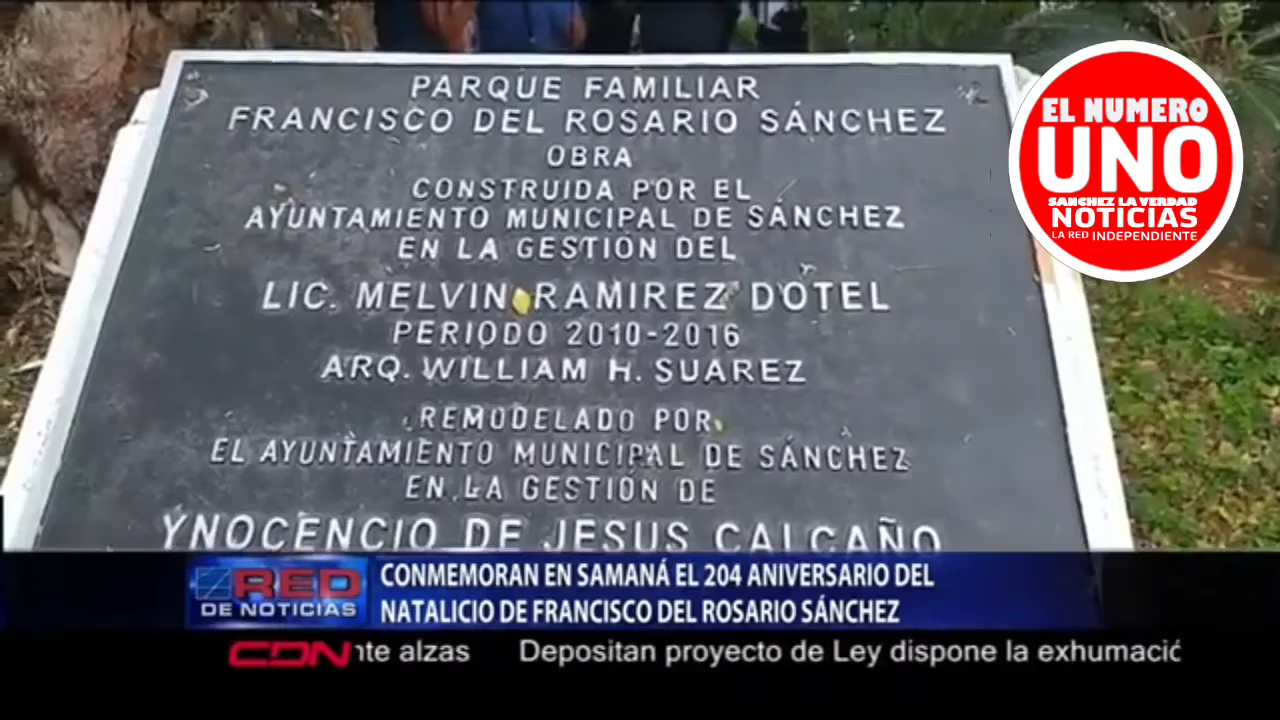 PARQUE FAMILIAR
FRANCISCO DEL ROSARIO SÁNCHEZ
OBRA
CONSTRUIDA POR EL
AYUNTAMIENTO MUNICIPAL DE SÁNCHEZ
EN LA GESTION DEL
LIC. MELVIN RAMIREZ DOTEL
PERIODO 2010-2016
ARQ. WILLIAM H. SUAREZ
REMODELADO POR
EL AYUNTAMIENTO MUNICIPAL DE SÁNCHEZ
EN LA GESTIÓN DE
YNOCENCIO DE JESUS CALCAÑO
EL NUMERO
UNO
SANCHEZ LA VERDAD
NOTICIAS
LA RED INDEPENDIENTE
RED
DE NOTICIAS
CONMEMORAN EN SAMANÁ EL 204 ANIVERSARIO DEL
NATALICIO DE FRANCISCO DEL ROSARIO SÁNCHEZ
CDN nte alzas Depositan proyecto de Ley dispone la exhumació